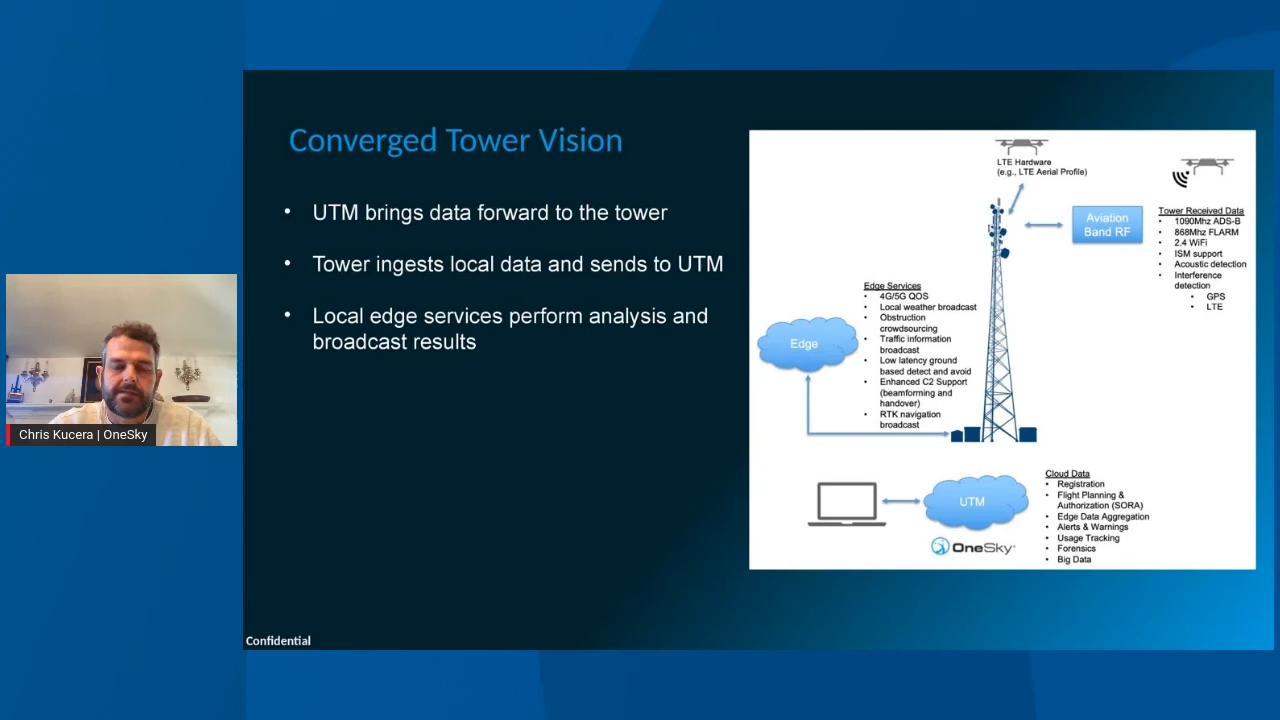 Converged Tower Vision
• UTM brings data forward to the tower
• Tower ingests local data and sends to UTM
• Local edge services perform analysis and
broadcast results
LTE Hardware
(e.g., LTE Aerial Profile)
Aviation
Band RF
Tower Received Data
• 1090Mhz ADS-B
• 868Mhz FLARM
• 2.4 WiFi
• ISM support
• Acoustic detection
• Interference
detection
• GPS
• LTE
Edge Services
• 4G/5G QOS
• Local weather broadcast
• Obstruction
crowdsourcing
• Traffic information
broadcast
• Low latency ground
based detect and avoid
• Enhanced C2 Support
(beamforming and
handover)
• RTK navigation
broadcast
Edge
UTM
OneSky
Cloud Data
• Registration
• Flight Planning &
Authorization (SORA)
• Edge Data Aggregation
• Alerts & Warnings
• Usage Tracking
• Forensics
• Big Data
Chris Kucera | OneSky
Confidential